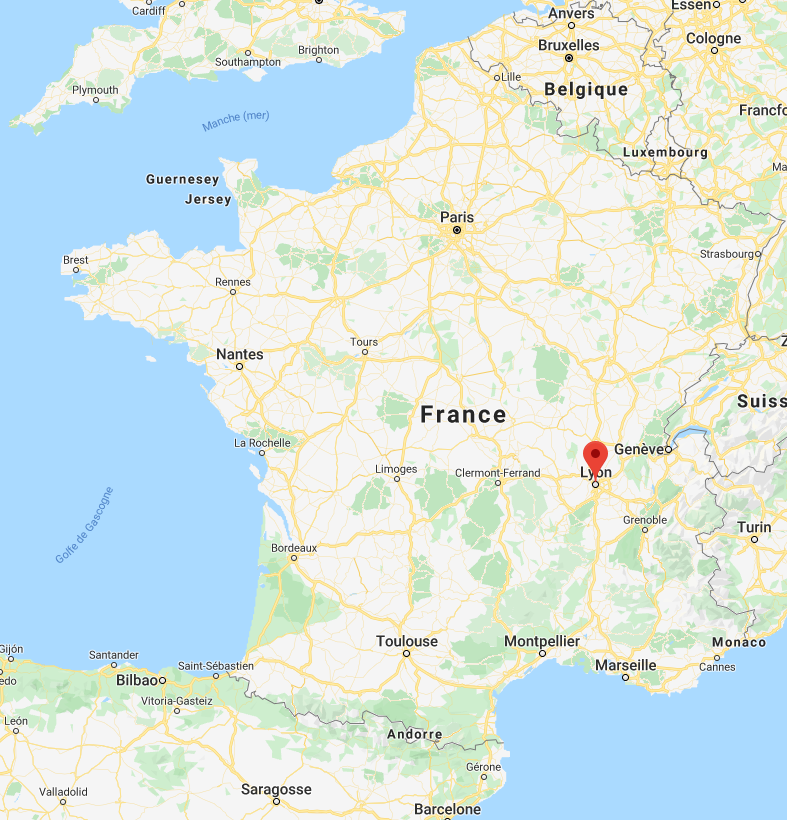 Cardiff
Anvers
Essen
Cologne
Bruxelles
Brighton
Southampton
Lille
Plymouth
Belgique
Francfo
Manche (mer)
Luxembourg
Ma
Guernesey
Jersey
Paris
Strasbourg
Brest
Rennes
Tours
Nantes
Z
Suiss
France
La Rochelle
Genève
Limoges
Clermont-Ferrand
Lyon
Golfe de Gascogne
Grenoble
Turin
Bordeaux
Toulouse
Montpellier
Monaco
Gijón
Santander
Saint-Sébastien
Marseille
Cannes
edo
Bilbao
Vitoria-Gasteiz
León
Andorre
Gérone
Valladolid
Saragosse
Barcelone